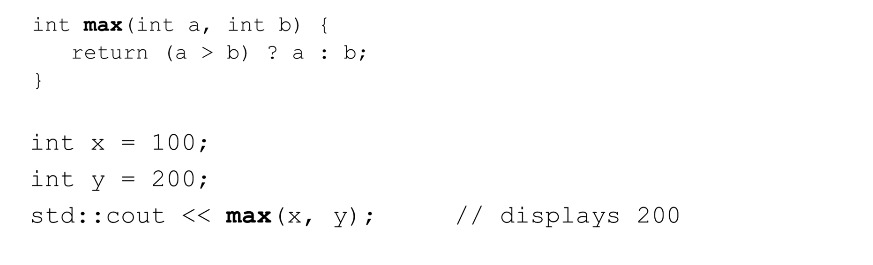 int max(int a, int b) {
   return (a > b) ? a : b;
}
int x = 100;
int y = 200;
std::cout << max(x, y);     // displays 200